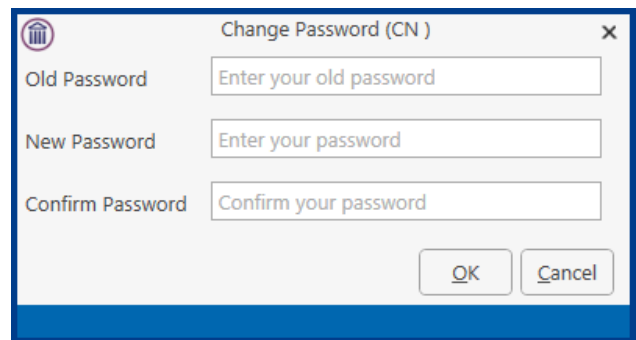 Change Password (CN )
Old Password Enter your old password
New Password Enter your password
Confirm Password Confirm your password
OK Cancel